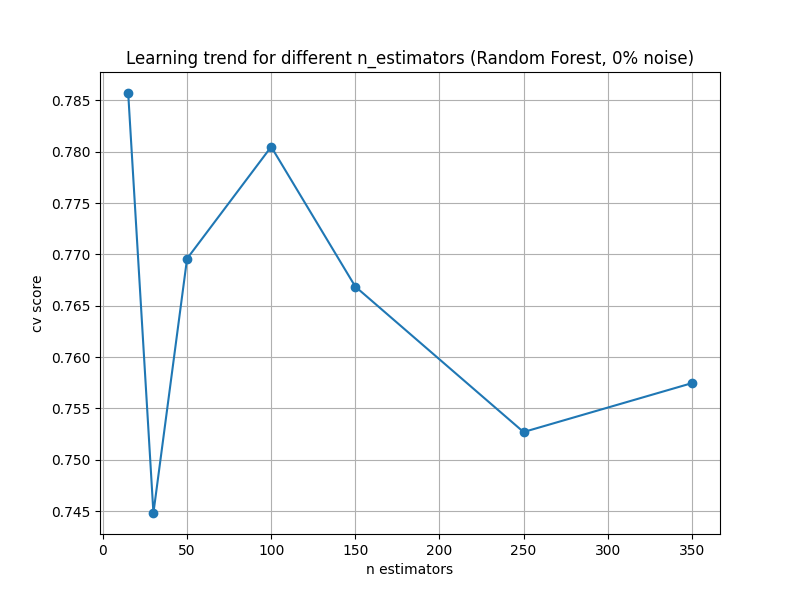 Learning trend for different n_estimators (Random Forest, 0% noise)
0.785
0.780
0.775
0.770
0.765
0.760
0.755
0.750
0.745
cv score
0 50 100 150 200 250 300 350
n estimators